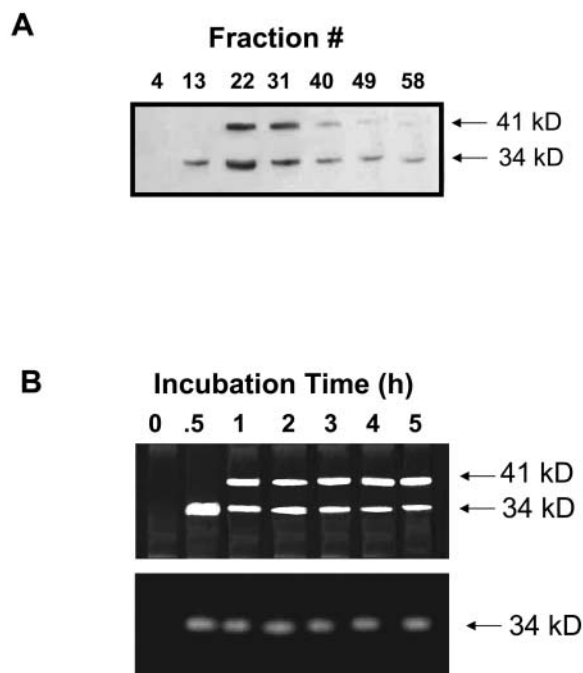 A
Fraction #
4 13 22 31 40 49 58
← 41 kD
← 34 kD
B
Incubation Time (h)
0 .5 1 2 3 4 5
← 41 kD
← 34 kD
← 34 kD